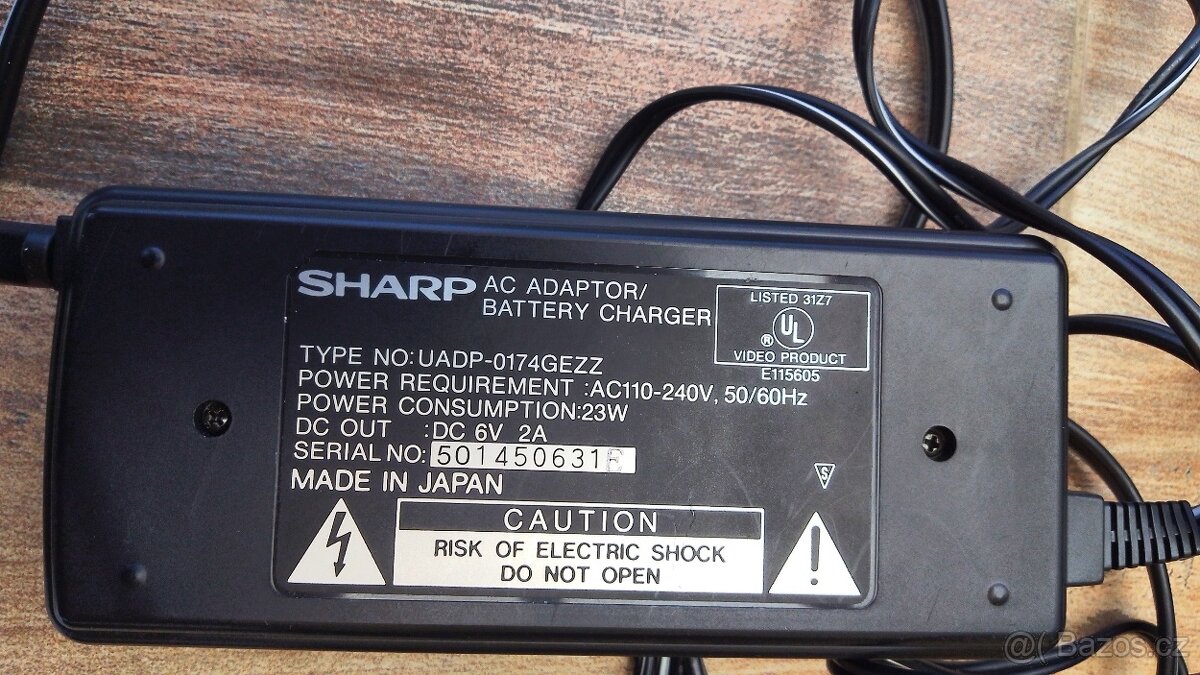 SHARP AC ADAPTOR/
BATTERY CHARGER
LISTED 31Z7
UL
®
VIDEO PRODUCT
E115605
TYPE NO:UADP-0174GEZZ
POWER REQUIREMENT :AC110-240V, 50/60Hz
POWER CONSUMPTION:23W
DC OUT :DC 6V 2A
SERIAL NO: 501450631
MADE IN JAPAN
S
CAUTION
RISK OF ELECTRIC SHOCK
DO NOT OPEN
@( Bazos.cz